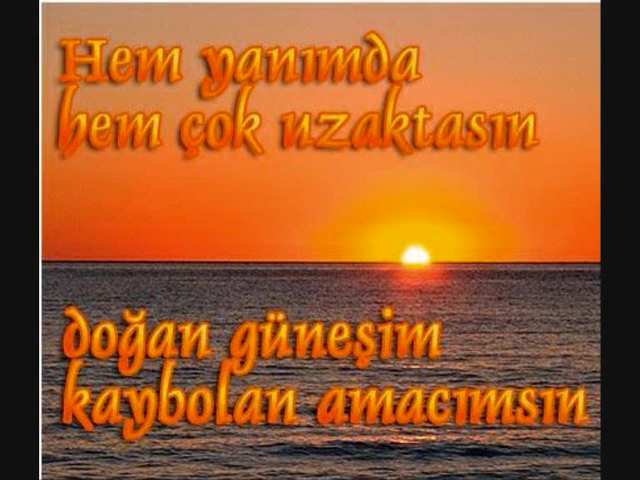 Hem yanımda
hem çok uzaktasın
doğan güneşim
kaybolan amacımsın